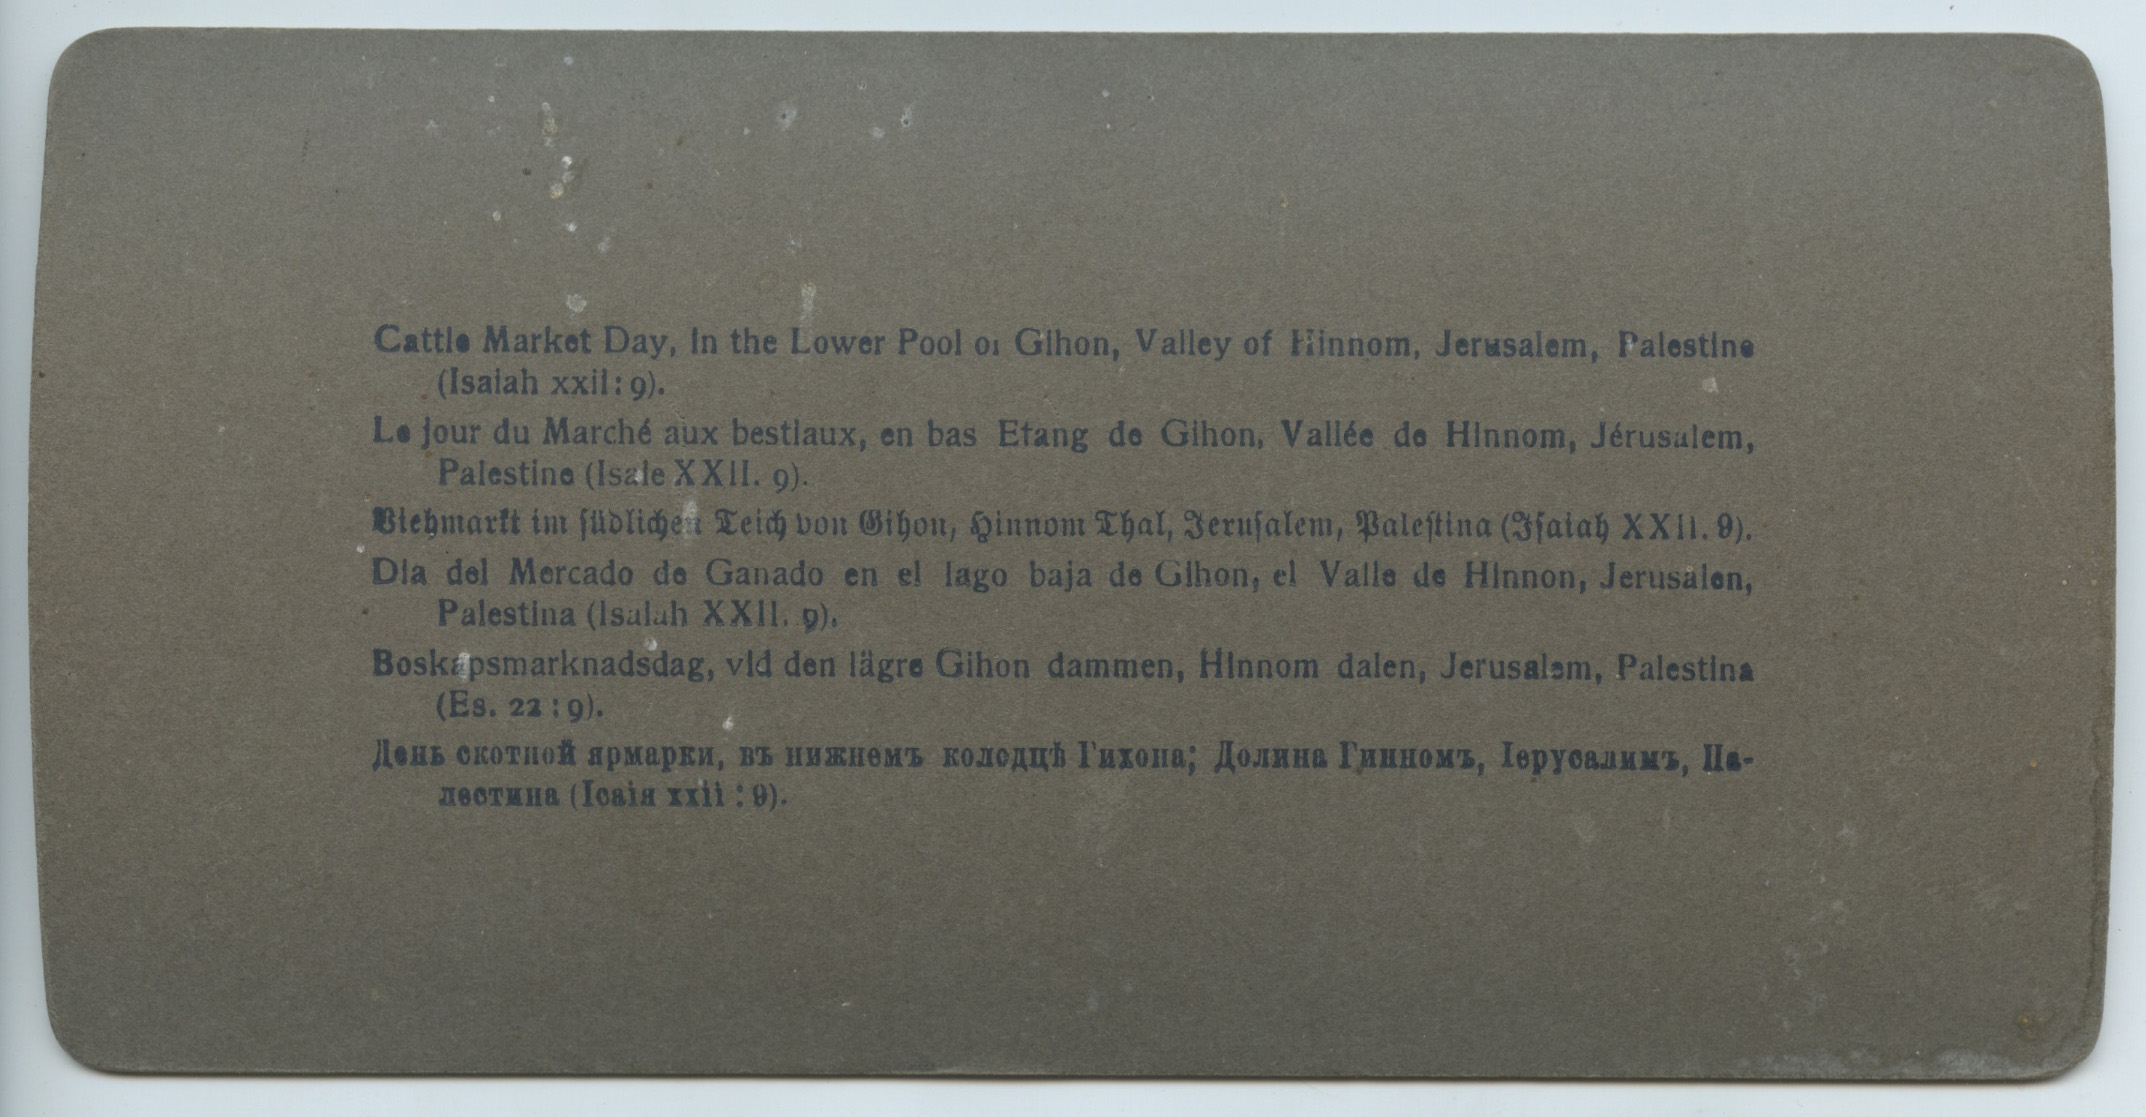 Cattle Market Day, in the Lower Pool of Gihon, Valley of Hinnom, Jerusalem, Palestine
(Isaiah xxii: 9).
Le jour du Marché aux bestiaux, en bas Etang de Gihon, Vallée de Hinnom, Jérusalem,
Palestine (Isaïe XXII. 9).
Viehmarkt im südlichen Teich von Gihon, Hinnom Thal, Jerusalem, Palestina (Isaiah XXII. 9).
Dia del Mercado de Ganado en el lago baja de Gihon, el Valle de Hinnon, Jerusalen,
Palestina (Isaiah XXII. 9).
Boskapsmarknadsdag, vid den lägre Gihon dammen, Hinnom dalen, Jerusalem, Palestina
(Es. 22 : 9).
День скотной ярмарки, въ нижнемъ колодцѣ Гихона; Долина Гинномъ, Іерусалимъ, Па-
лестина (Ісаія xxii : 9).